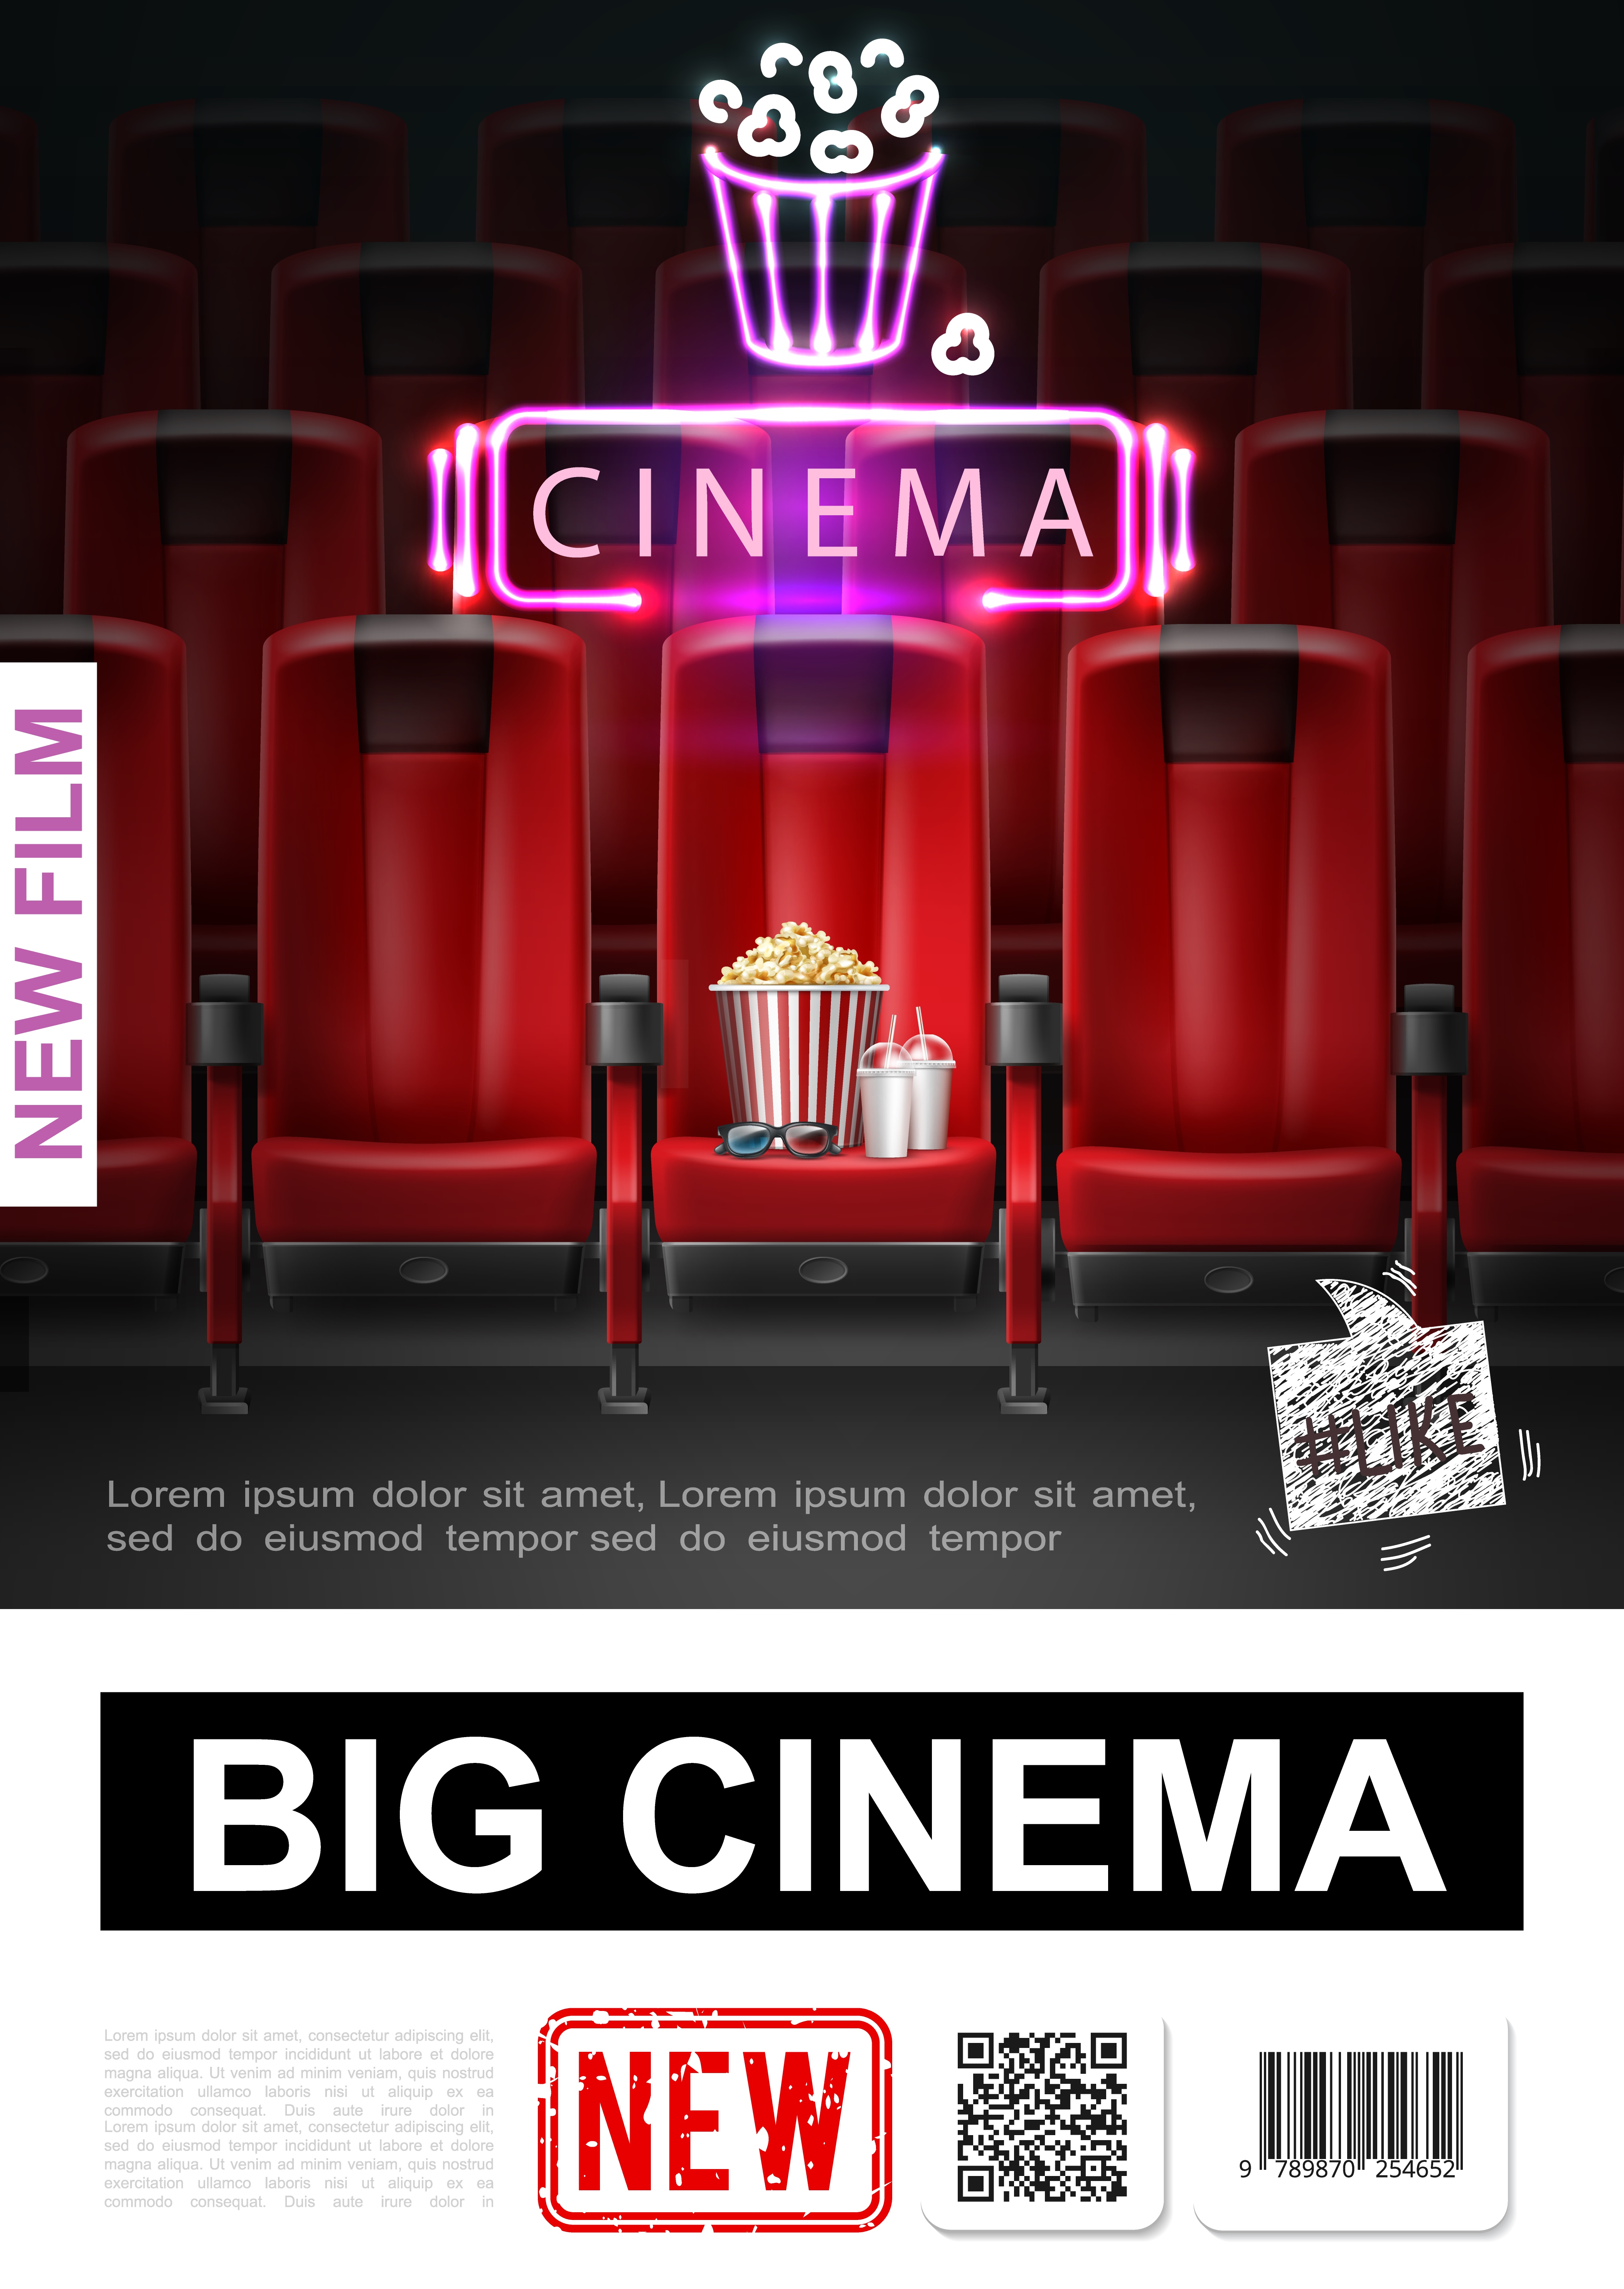 CINEMA
NEW FILM
#LIKE
Lorem ipsum dolor sit amet, Lorem ipsum dolor sit amet,
sed do eiusmod tempor sed do eiusmod tempor
BIG CINEMA
Lorem ipsum dolor sit amet, consectetur adipiscing elit,
sed do eiusmod tempor incididunt ut labore et dolore
magna aliqua. Ut venim ad minim veniam, quis nostrud
exercitation ullamco laboris nisi ut aliquip ex ea
commodo consequat. Duis aute irure dolor in
Lorem ipsum dolor sit amet, consectetur adipiscing elit,
sed do eiusmod tempor incididunt ut labore et dolore
magna aliqua. Ut venim ad minim veniam, quis nostrud
exercitation ullamco laboris nisi ut aliquip ex ea
commodo consequat. Duis aute irure dolor in
NEW
9 789870 254652